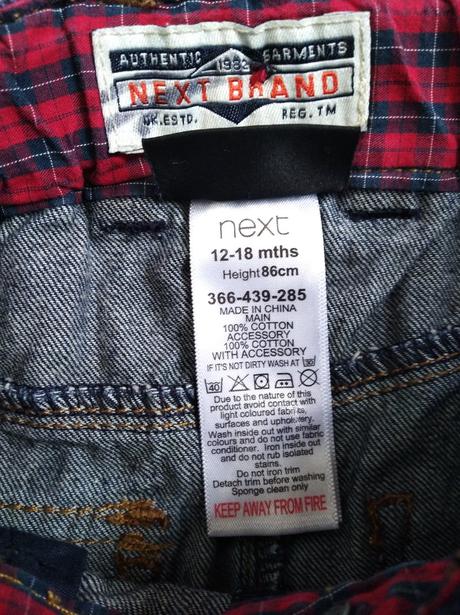 AUTHENTIC GARMENTS
1982
NEXT BRAND
UK.ESTD. REG.TM
next
12-18 mths
Height 86cm
366-439-285
MADE IN CHINA
MAIN
100% COTTON
ACCESSORY
100% COTTON
WITH ACCESSORY
IF IT'S NOT DIRTY WASH AT 30
40
Due to the nature of this
product avoid contact with
light coloured fabrics,
surfaces and upholstery.
Wash inside out with similar
colours and do not use fabric
conditioner. Iron inside out
and do not rub isolated
stains.
Do not iron trim
Detach trim before washing
Sponge clean only
KEEP AWAY FROM FIRE